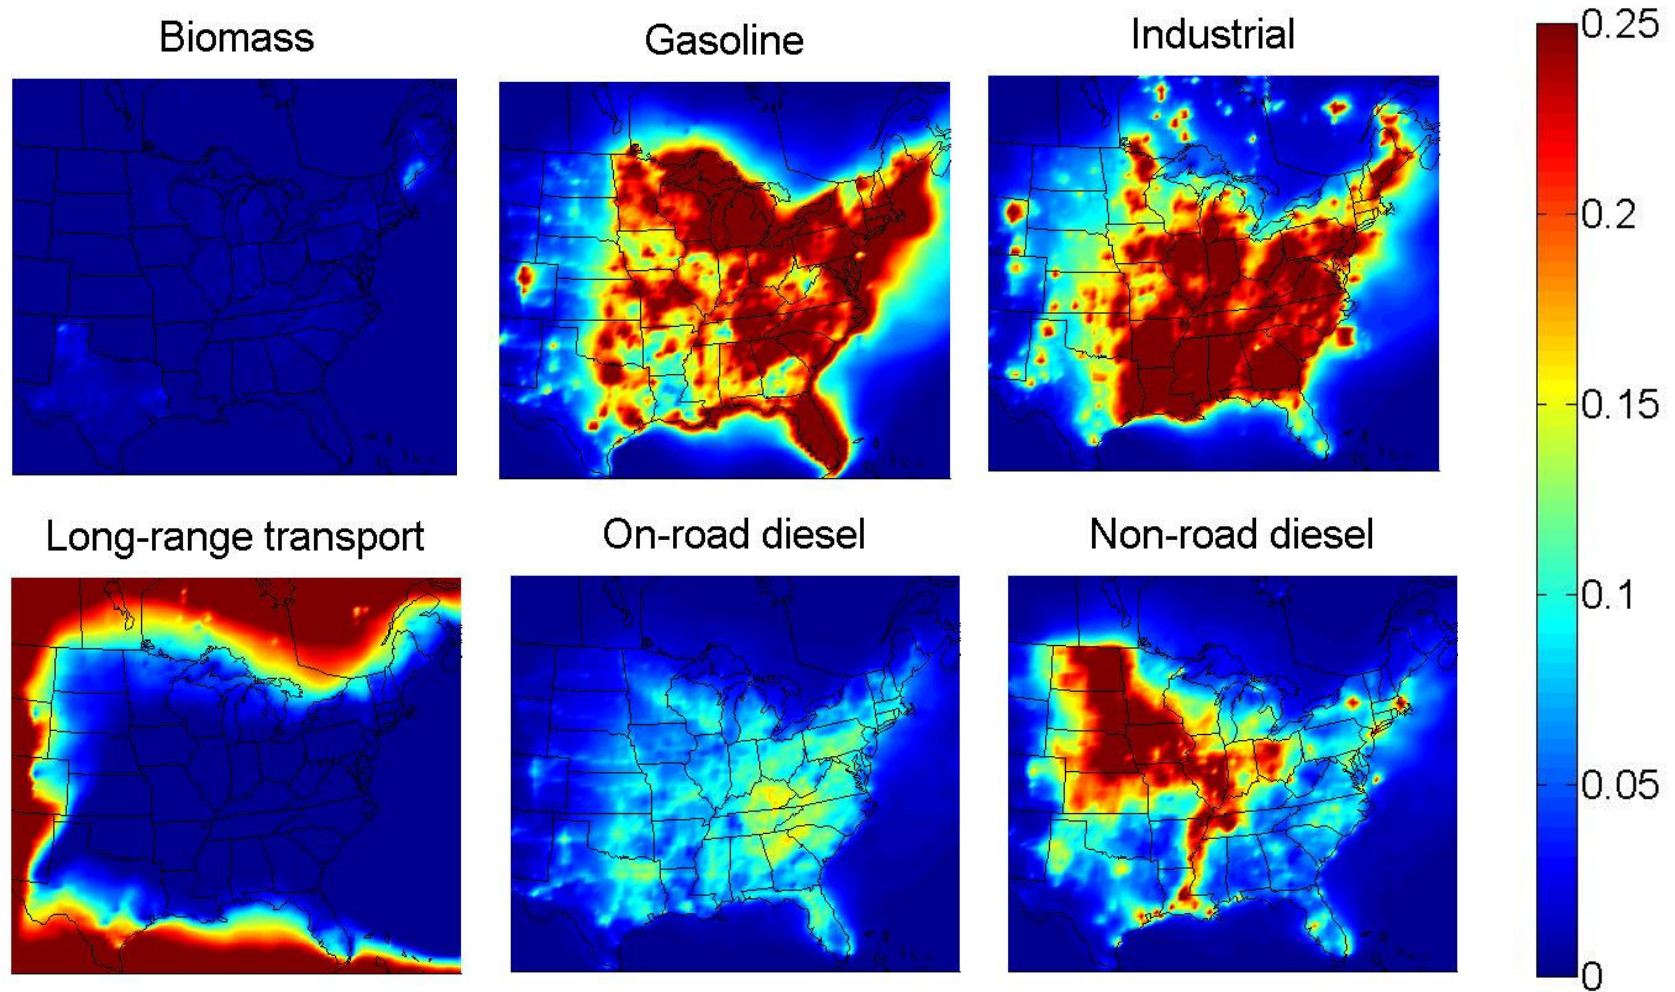 Biomass
Gasoline
Industrial
0.25
0.2
0.15
0.1
0.05
0
Long-range transport
On-road diesel
Non-road diesel